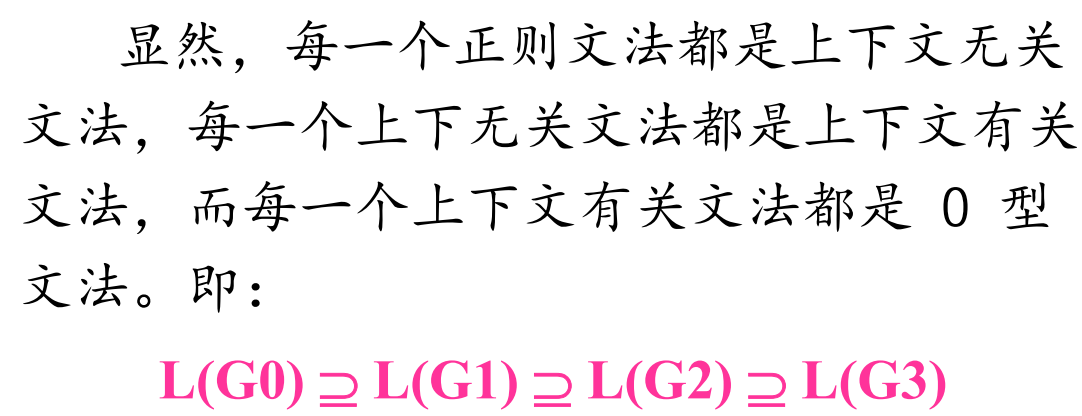 显然，每一个正则文法都是上下文无关
文法，每一个上下无关文法都是上下文有关
文法，而每一个上下文有关文法都是 0 型
文法。即：
L(G0) ⊇ L(G1) ⊇ L(G2) ⊇ L(G3)